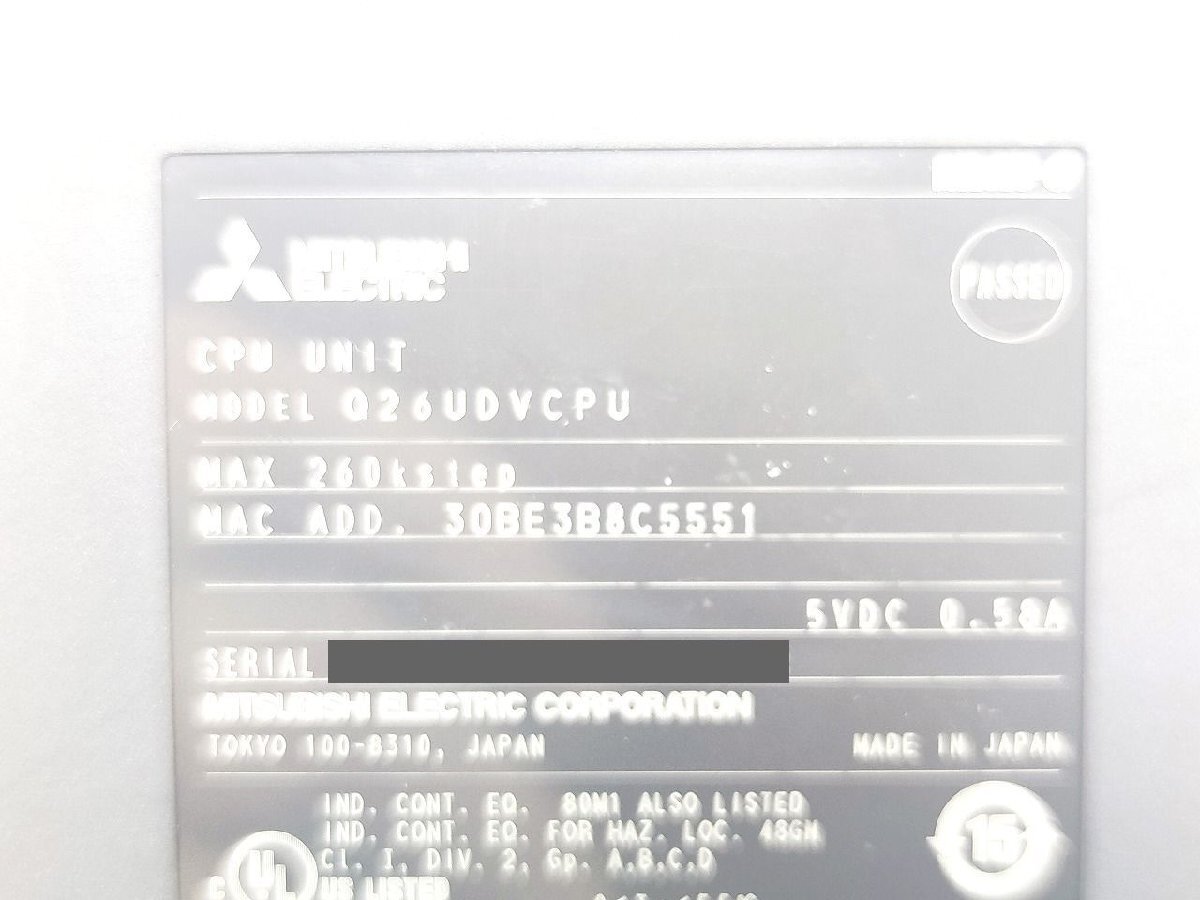 MITSUBISHI
ELECTRIC
PASSED
CPU UNIT
MODEL Q26UDVCPU
MAX 260kstep
MAC ADD. 30BE3B8C5551
5VDC 0.58A
SERIAL
MITSUBISHI ELECTRIC CORPORATION
TOKYO 100-8310, JAPAN MADE IN JAPAN
IND. CONT. EQ. 80M1 ALSO LISTED
IND. CONT. EQ. FOR HAZ. LOC. 48GM
CL. I, DIV. 2, Gp. A,B,C,D
C UL US LISTED
15